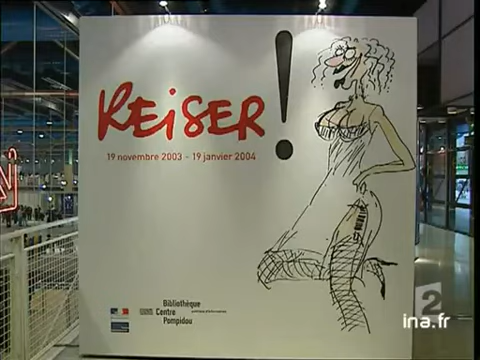 REISER !
19 novembre 2003 - 19 janvier 2004
Bibliothèque
Centre
Pompidou
2
ina.fr